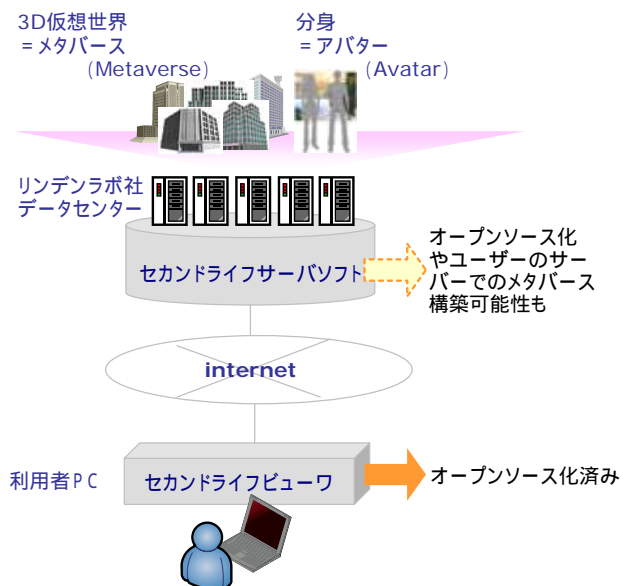 3D仮想世界
=メタバース
(Metaverse)
分身
=アバター
(Avatar)
リンデンラボ社
データセンター
セカンドライフサーバソフト
オープンソース化
やユーザーのサー
バーでのメタバース
構築可能性も
internet
利用者PC
セカンドライフビューワ
オープンソース化済み